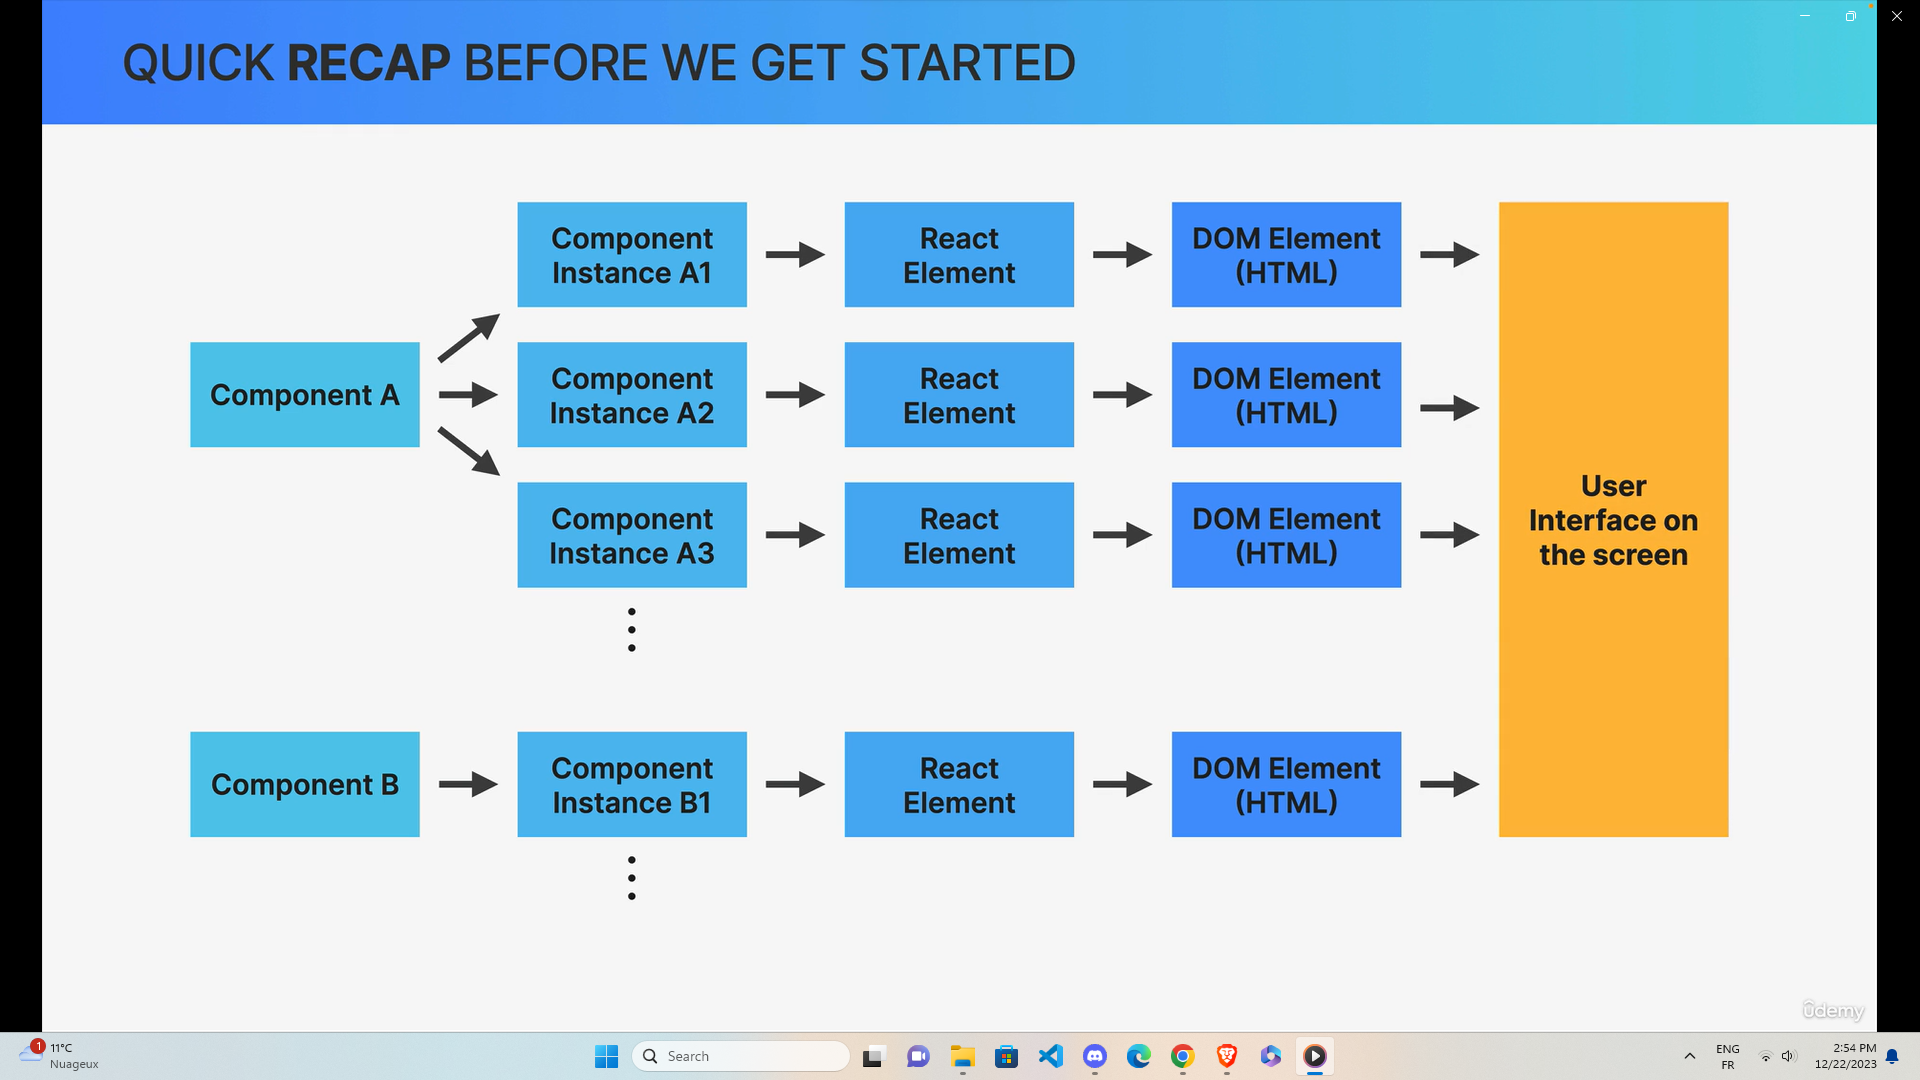 QUICK RECAP BEFORE WE GET STARTED
Component
Instance A1
React
Element
DOM Element
(HTML)
Component A
Component
Instance A2
React
Element
DOM Element
(HTML)
Component
Instance A3
React
Element
DOM Element
(HTML)
User
Interface on
the screen
Component B
Component
Instance B1
React
Element
DOM Element
(HTML)
ûdemy
1
11°C
Nuageux
Search
ENG
FR
2:54 PM
12/22/2023